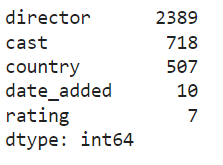 director 2389
cast 718
country 507
date_added 10
rating 7
dtype: int64